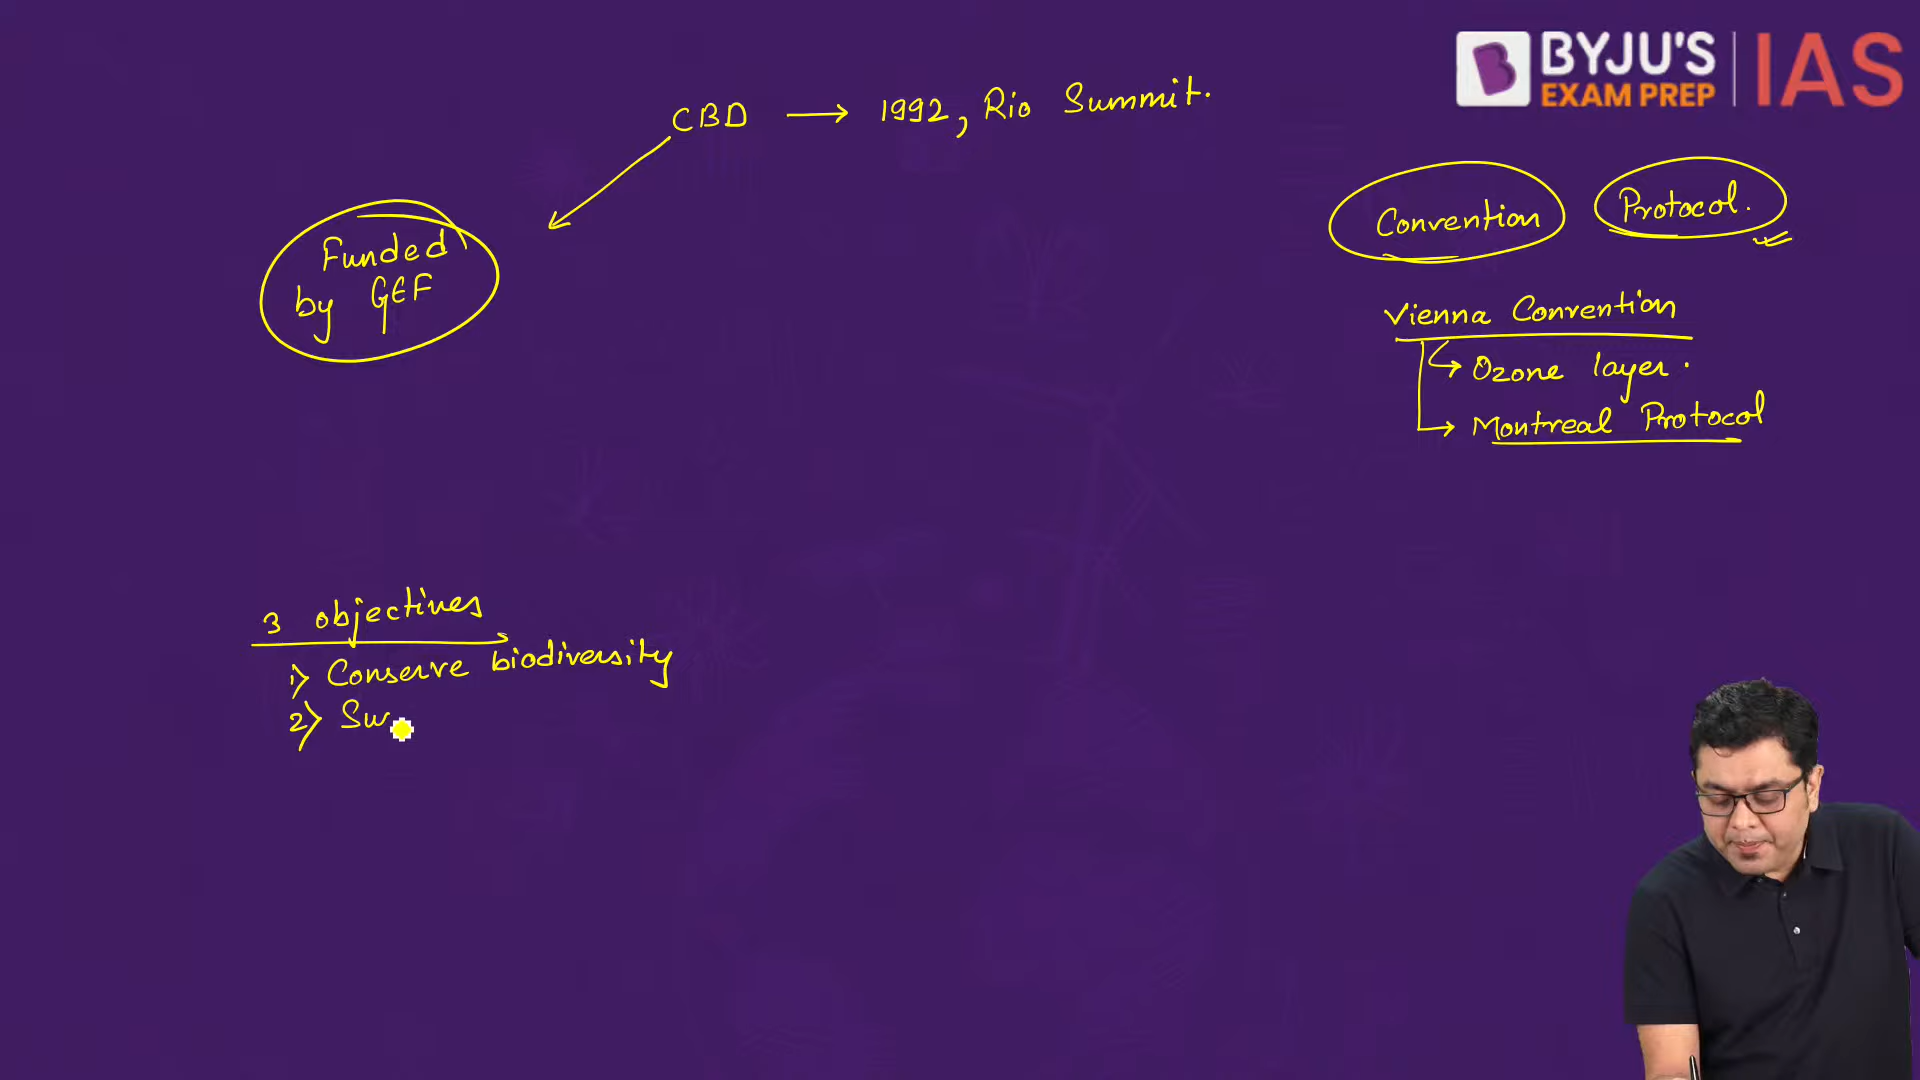 BYJU'S
EXAM PREP
IAS
CBD → 1992, Rio Summit.
Funded
by GEF
Convention Protocol.
Vienna Convention
→ Ozone layer.
→ Montreal Protocol
3 objectives
1) Conserve biodiversity
2) Su